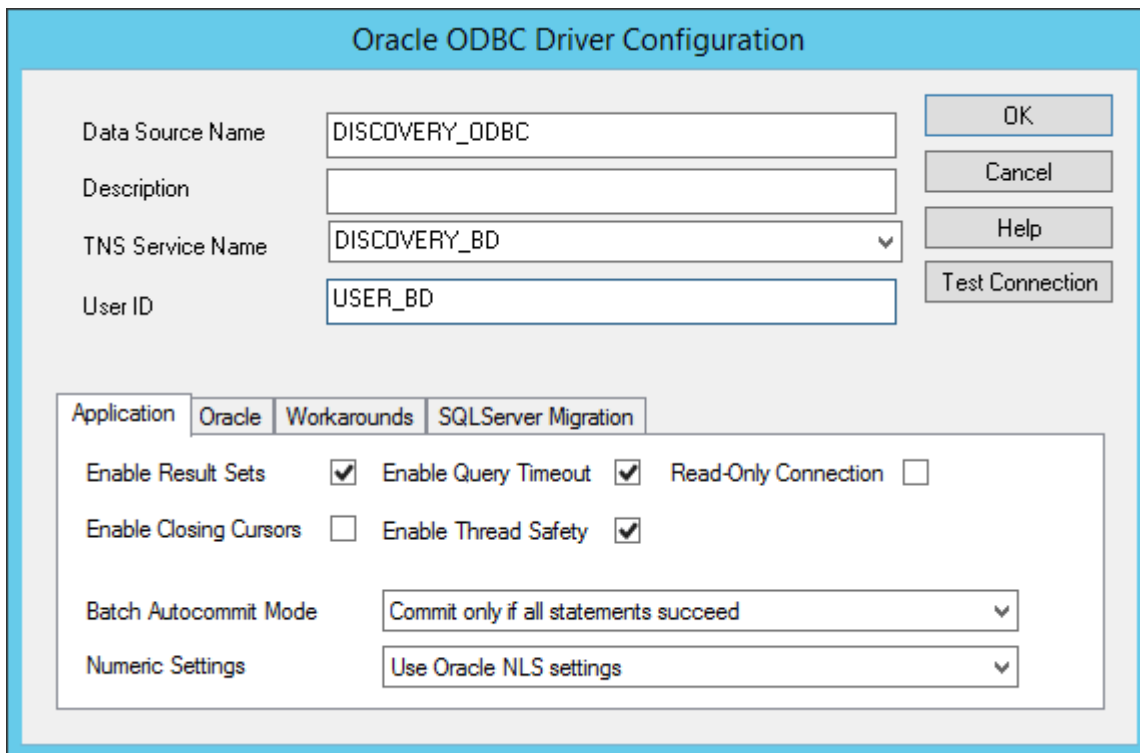 Oracle ODBC Driver Configuration
Data Source Name DISCOVERY_ODBC OK
Description Cancel
TNS Service Name DISCOVERY_BD Help
User ID USER_BD Test Connection
Application Oracle Workarounds SQLServer Migration
Enable Result Sets Enable Query Timeout Read-Only Connection
Enable Closing Cursors Enable Thread Safety
Batch Autocommit Mode Commit only if all statements succeed
Numeric Settings Use Oracle NLS settings